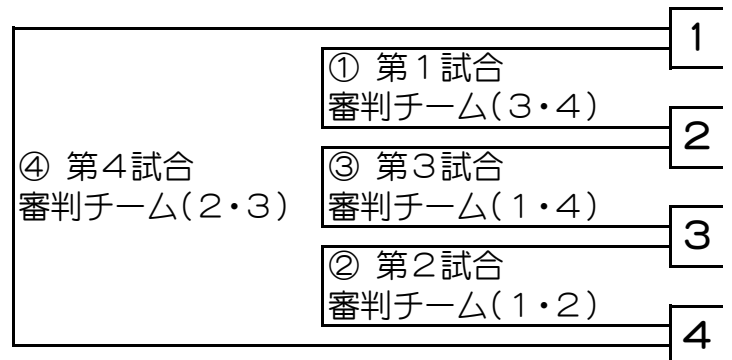 1
① 第１試合
審判チーム(３・４)
2
④ 第４試合
審判チーム(２・３)
③ 第３試合
審判チーム(１・４)
3
② 第２試合
審判チーム(１・２)
4